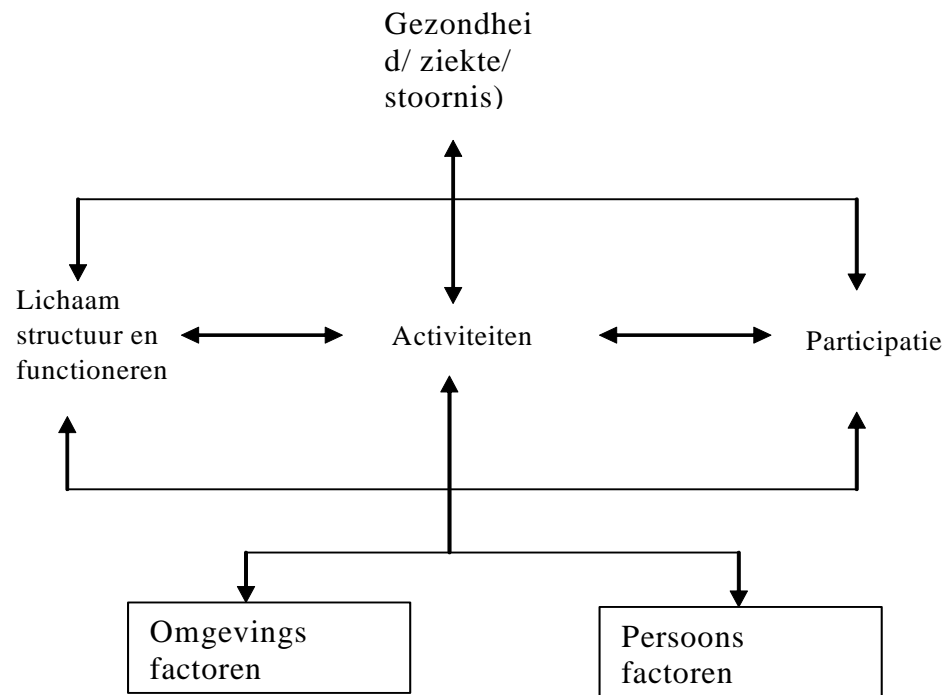 Gezondhei
d/ ziekte/
stoornis)
Lichaam
structuur en
functioneren
Activiteiten
Participatie
Omgevings
factoren
Persoons
factoren